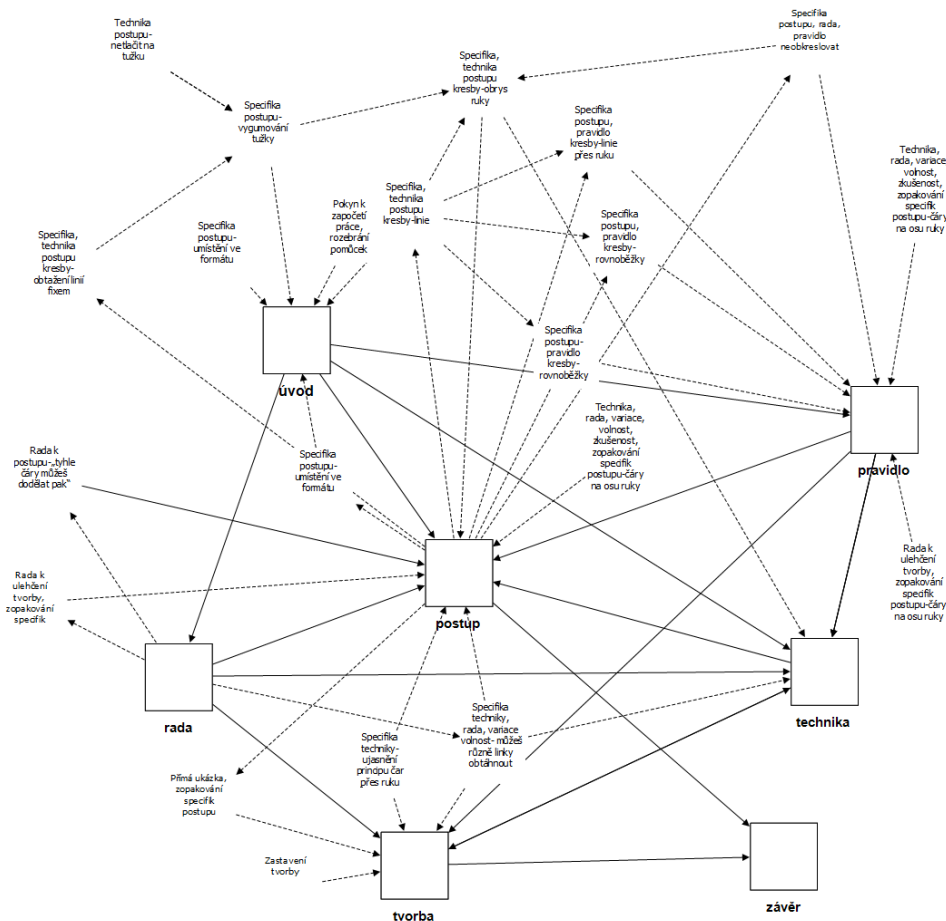 Technika
postupu-
netlačit na
tužku
Specifika
postupu, rada,
pravidlo
neobkreslovat
Specifika,
technika
postupu
kresby-obrys
ruky
Specifika
postupu-
vygumování
tužky
Specifika
postupu,
pravidlo
kresby-linie
přes ruku
Technika,
rada, variace
volnost,
zkušenost,
zopakování
specifik
postupu-čáry
na osu ruky
Specifika,
technika
postupu
kresby-linie
Pokyn k
započetí
práce,
rozebrání
pomůcek
Specifika
postupu-
umístění ve
formátu
Specifika
postupu,
pravidlo
kresby-
rovnoběžky
Specifika,
technika
postupu
kresby-
obtažení linií
fixem
Specifika
postupu-
pravidlo
kresby-
rovnoběžky
úvod
Technika,
rada, variace,
volnost,
zkušenost,
zopakování
specifik
postupu-čáry
na osu ruky
Rada k
postupu-„tyhle
čáry můžeš
dodělat pak“
Specifika
postupu-
umístění ve
formátu
pravidlo
Rada k
ulehčení
tvorby,
zopakování
specifik
postupu-čáry
na osu ruky
Rada k
ulehčení
tvorby,
zopakování
specifik
postup
rada
technika
Specifika
techniky,
rada, variace
volnost- můžeš
různě linky
obtáhnout
Specifika
techniky-
ujasnění
principu čar
přes ruku
Přímá ukázka,
zopakování
specifik
postupu
Zastavení
tvorby
tvorba
závěr